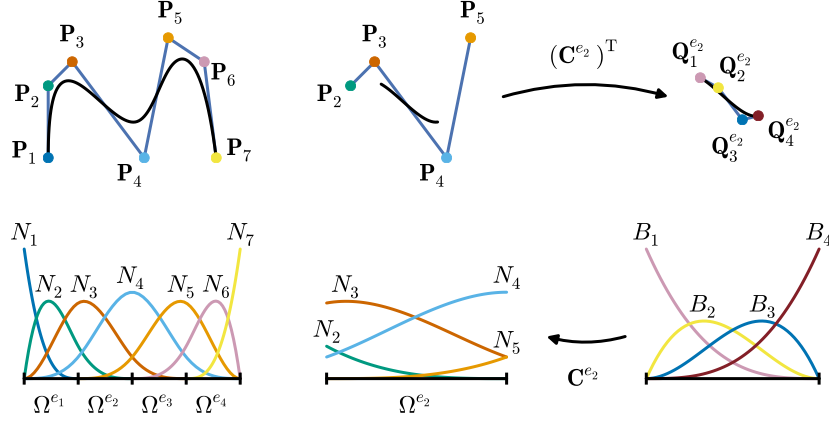 P₅
P₃
P₂
P₆
P₁
P₇
P₄
P₅
P₃
P₂
P₄
(C^{e₂})^T
Q₁^{e₂}
Q₂^{e₂}
Q₃^{e₂}
Q₄^{e₂}
N₁
N₇
N₂ N₃ N₄ N₅ N₆
Ω^{e₁} Ω^{e₂} Ω^{e₃} Ω^{e₄}
N₃
N₄
N₂
N₅
Ω^{e₂}
C^{e₂}
B₁
B₄
B₂
B₃